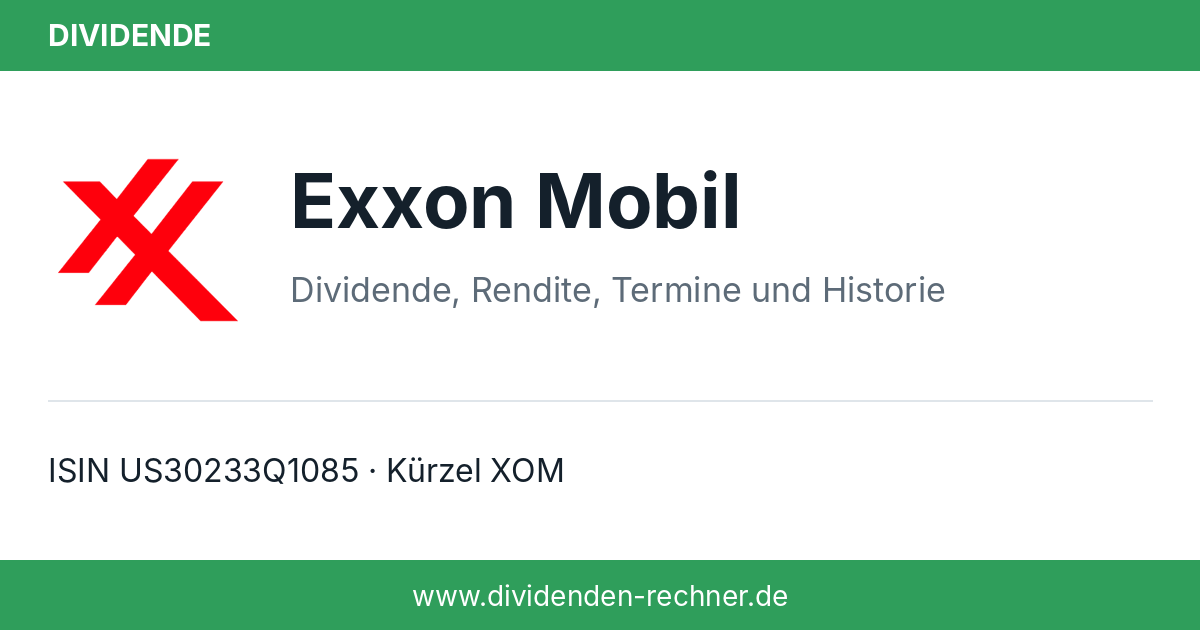 DIVIDENDE
Exxon Mobil
Dividende, Rendite, Termine und Historie
ISIN US30233Q1085 · Kürzel XOM
www.dividenden-rechner.de